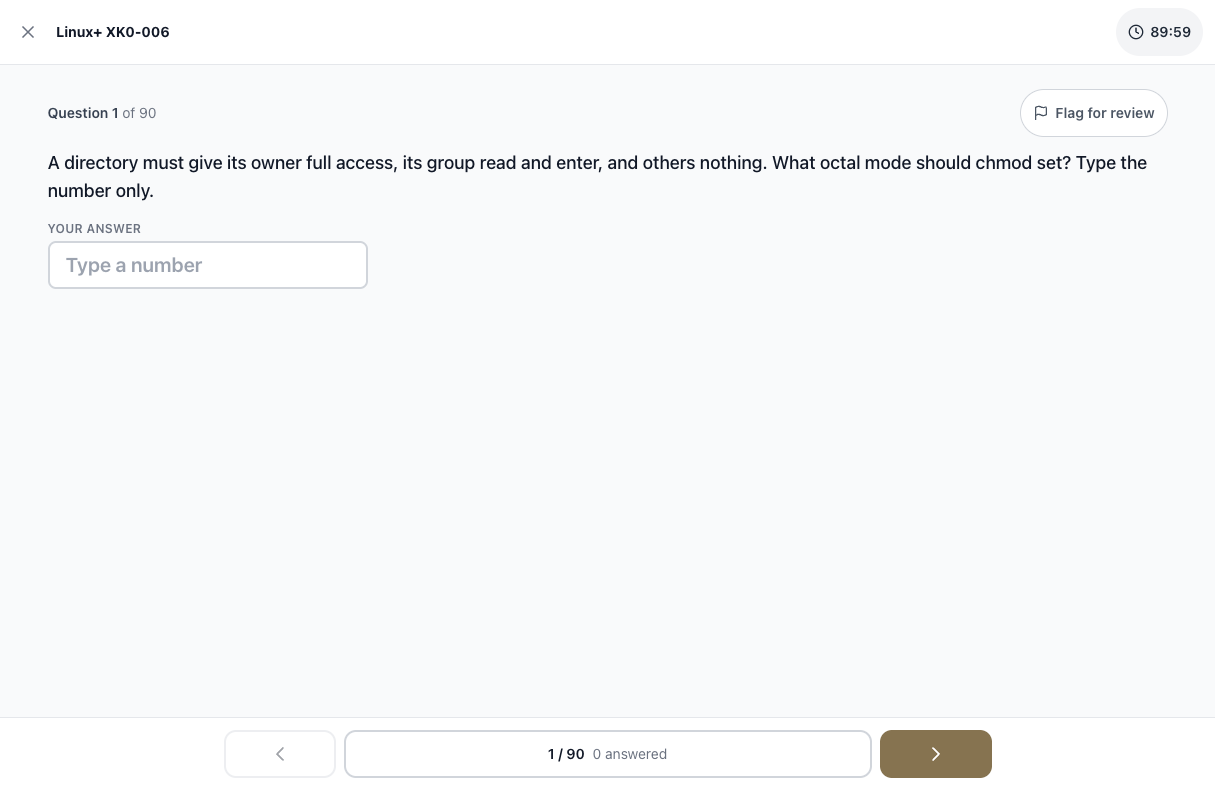 Linux+ XK0-006
89:59
Question 1 of 90
Flag for review
A directory must give its owner full access, its group read and enter, and others nothing. What octal mode should chmod set? Type the
number only.
YOUR ANSWER
Type a number
1 / 90 0 answered